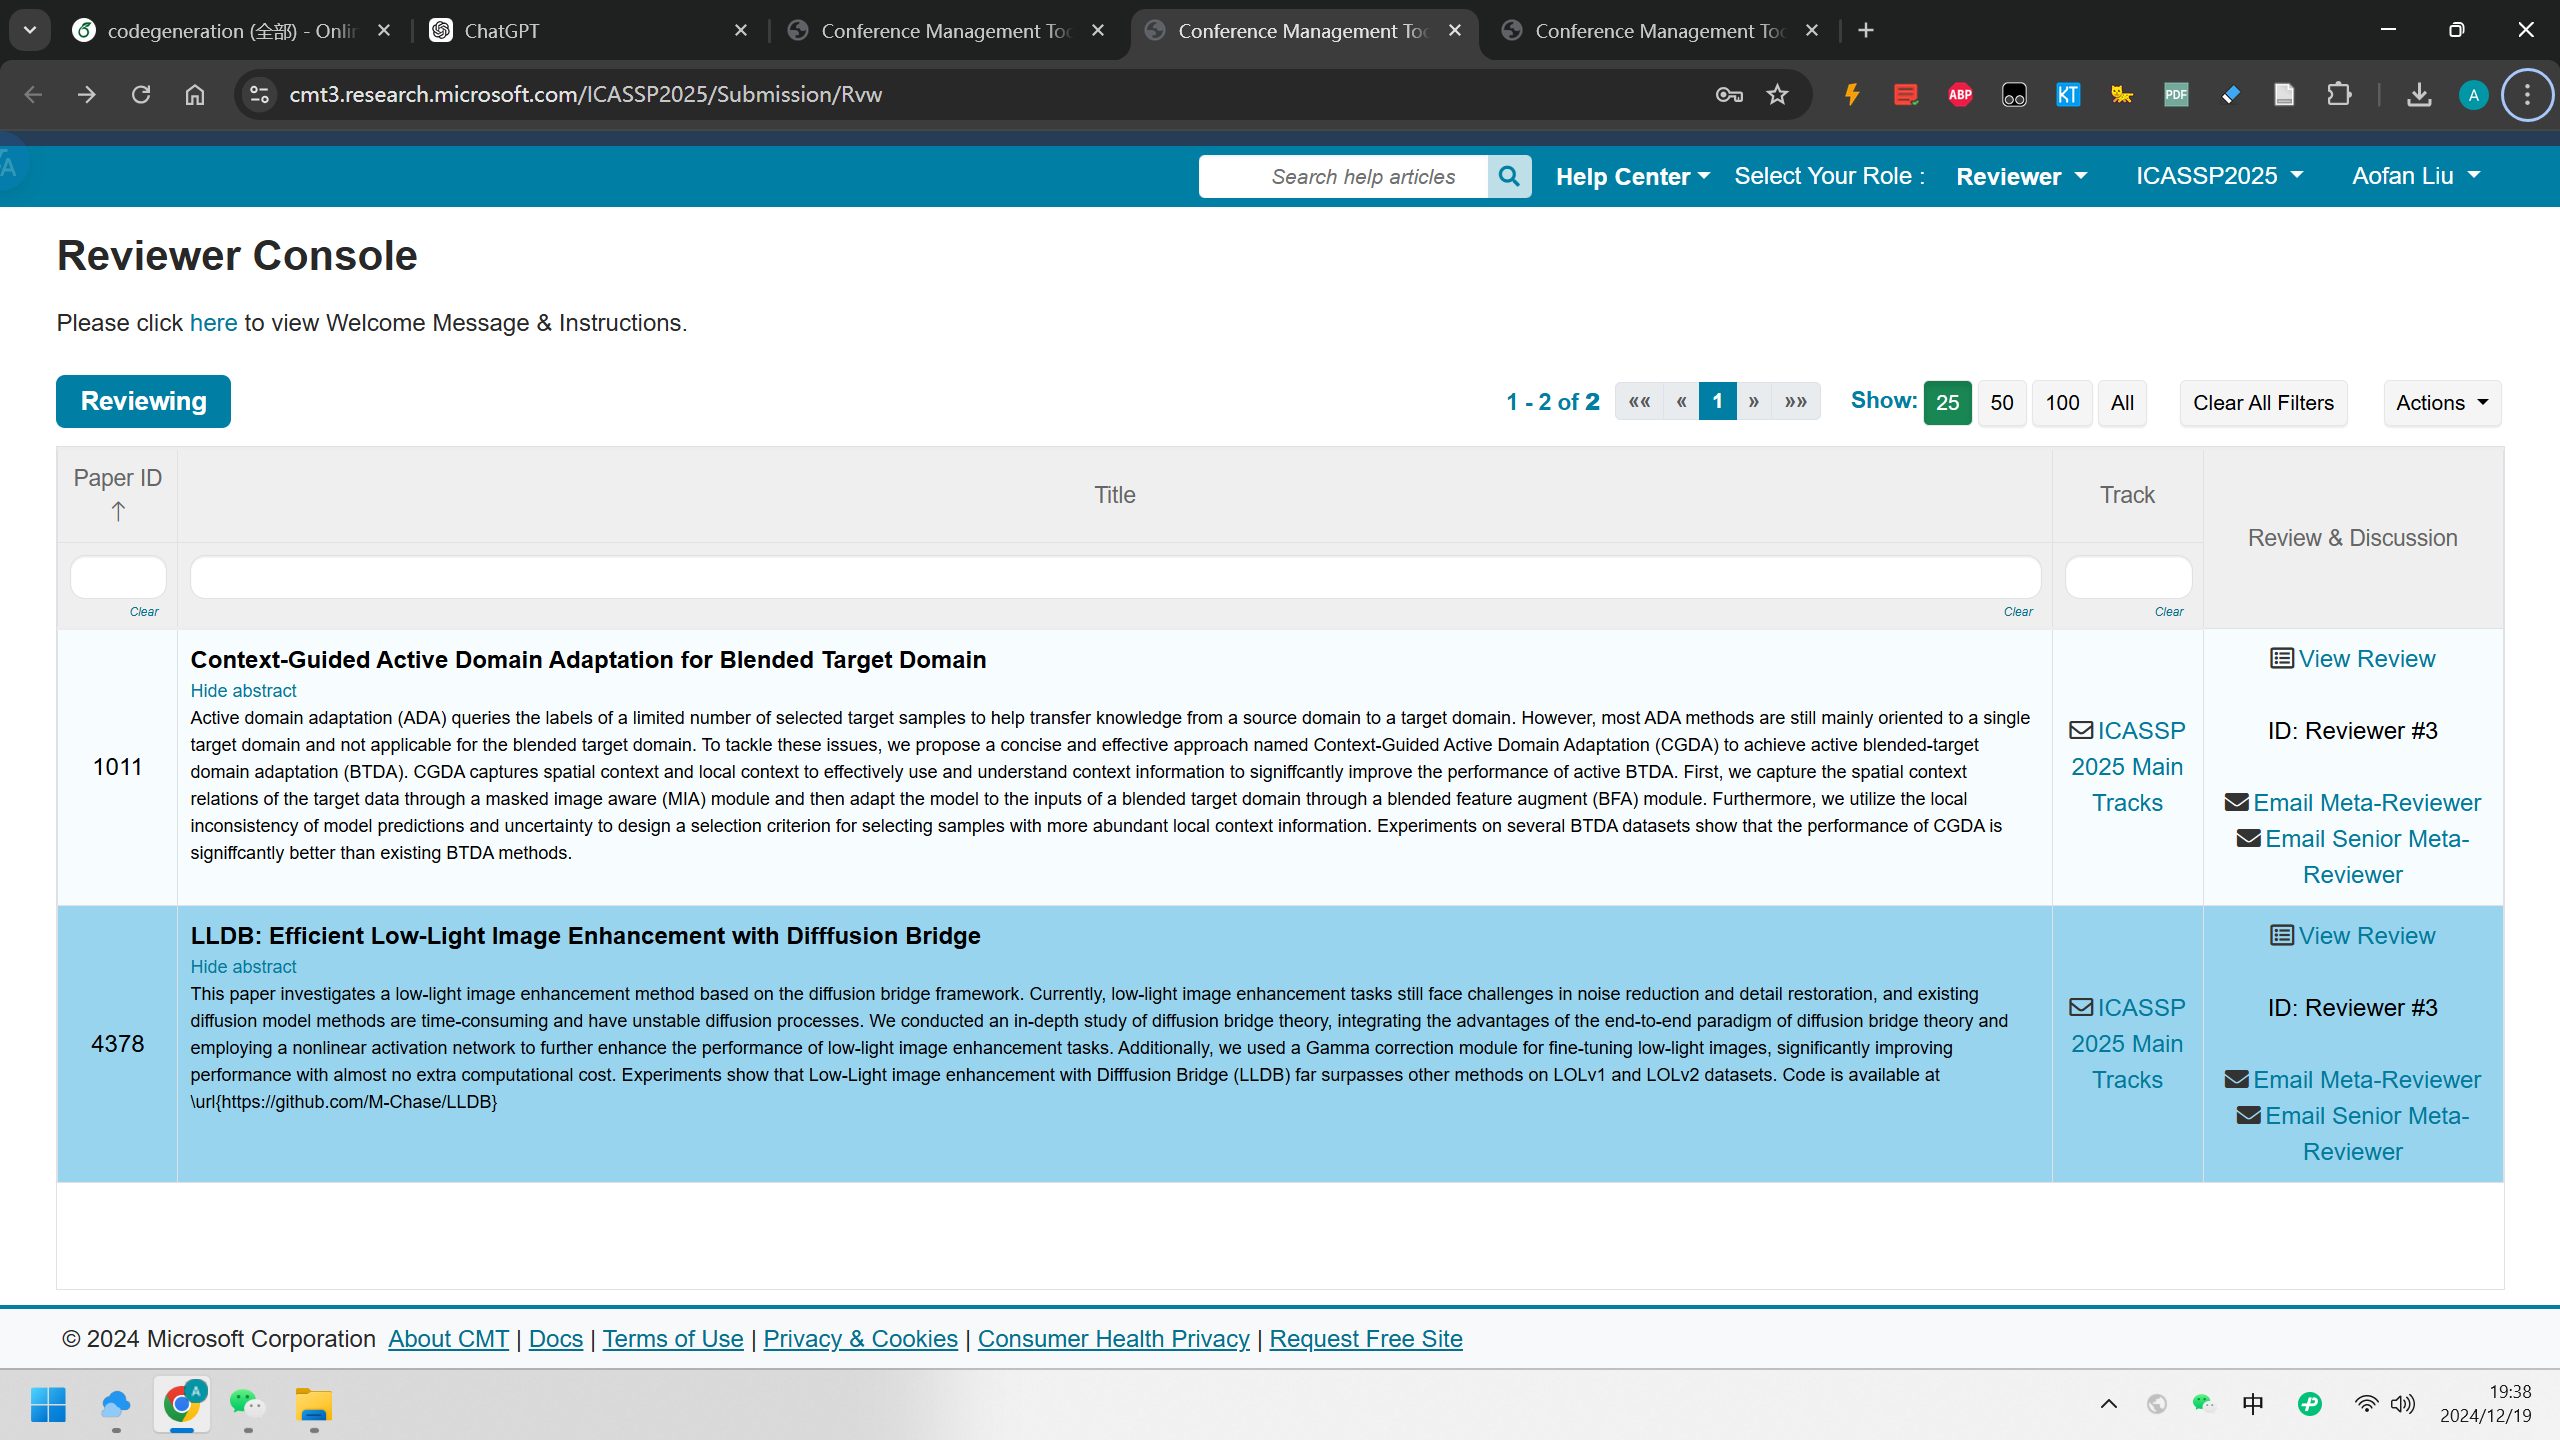 codegeneration (全部) - Onlin
ChatGPT
Conference Management Too
Conference Management Too
Conference Management Too
cmt3.research.microsoft.com/ICASSP2025/Submission/Rvw
ABP
KT
PDF
A
Search help articles
Help Center
Select Your Role :
Reviewer
ICASSP2025
Aofan Liu
Reviewer Console
Please click here to view Welcome Message & Instructions.
Reviewing
1 - 2 of 2
«« « 1 » »»
Show: 25 50 100 All
Clear All Filters
Actions
Paper ID
↑
Title
Track
Review & Discussion
Clear
Clear
Clear
1011
Context-Guided Active Domain Adaptation for Blended Target Domain
Hide abstract
Active domain adaptation (ADA) queries the labels of a limited number of selected target samples to help transfer knowledge from a source domain to a target domain. However, most ADA methods are still mainly oriented to a single
target domain and not applicable for the blended target domain. To tackle these issues, we propose a concise and effective approach named Context-Guided Active Domain Adaptation (CGDA) to achieve active blended-target
domain adaptation (BTDA). CGDA captures spatial context and local context to effectively use and understand context information to signiffcantly improve the performance of active BTDA. First, we capture the spatial context
relations of the target data through a masked image aware (MIA) module and then adapt the model to the inputs of a blended target domain through a blended feature augment (BFA) module. Furthermore, we utilize the local
inconsistency of model predictions and uncertainty to design a selection criterion for selecting samples with more abundant local context information. Experiments on several BTDA datasets show that the performance of CGDA is
signiffcantly better than existing BTDA methods.
ICASSP
2025 Main
Tracks
View Review
ID: Reviewer #3
Email Meta-Reviewer
Email Senior Meta-
Reviewer
4378
LLDB: Efficient Low-Light Image Enhancement with Difffusion Bridge
Hide abstract
This paper investigates a low-light image enhancement method based on the diffusion bridge framework. Currently, low-light image enhancement tasks still face challenges in noise reduction and detail restoration, and existing
diffusion model methods are time-consuming and have unstable diffusion processes. We conducted an in-depth study of diffusion bridge theory, integrating the advantages of the end-to-end paradigm of diffusion bridge theory and
employing a nonlinear activation network to further enhance the performance of low-light image enhancement tasks. Additionally, we used a Gamma correction module for fine-tuning low-light images, significantly improving
performance with almost no extra computational cost. Experiments show that Low-Light image enhancement with Difffusion Bridge (LLDB) far surpasses other methods on LOLv1 and LOLv2 datasets. Code is available at
\url{https://github.com/M-Chase/LLDB}
ICASSP
2025 Main
Tracks
View Review
ID: Reviewer #3
Email Meta-Reviewer
Email Senior Meta-
Reviewer
© 2024 Microsoft Corporation About CMT | Docs | Terms of Use | Privacy & Cookies | Consumer Health Privacy | Request Free Site
A
中
19:38
2024/12/19